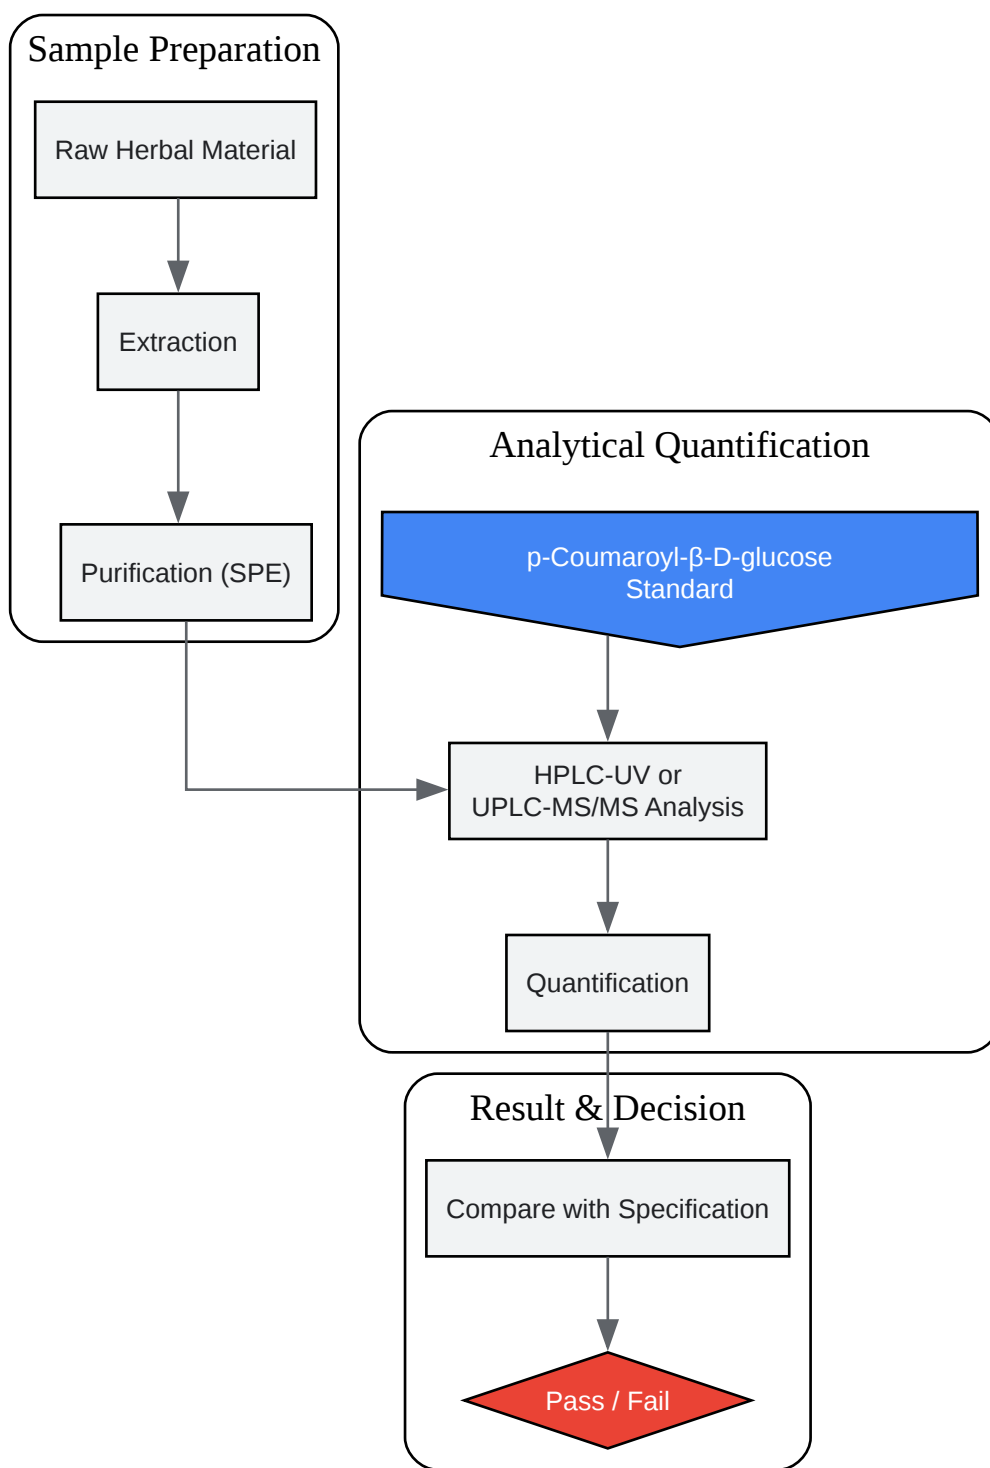 Sample Preparation
Raw Herbal Material
Extraction
Purification (SPE)
Analytical Quantification
p-Coumaroyl-β-D-glucose
Standard
HPLC-UV or
UPLC-MS/MS Analysis
Quantification
Result & Decision
Compare with Specification
Pass / Fail